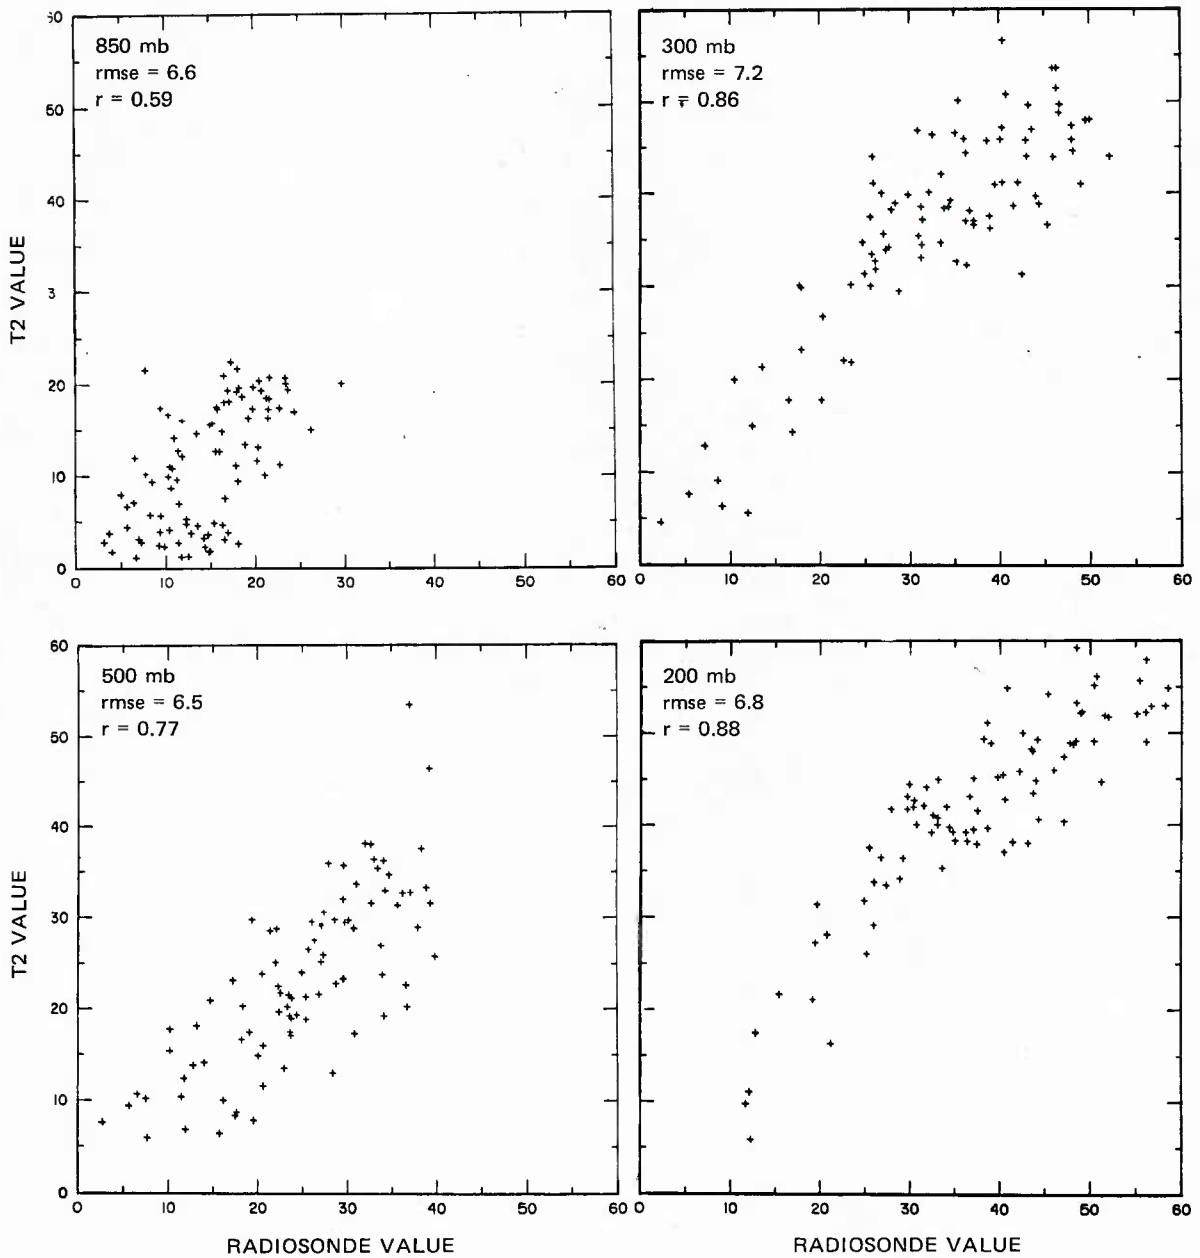 60
850 mb
rmse = 6.6
r = 0.59
50
40
3
20
10
0
T2 VALUE
0 10 20 30 40 50 60
300 mb
rmse = 7.2
r = 0.86
0 10 20 30 40 50 60
60
500 mb
rmse = 6.5
r = 0.77
50
40
30
20
10
0
T2 VALUE
0 10 20 30 40 50 60
RADIOSONDE VALUE
200 mb
rmse = 6.8
r = 0.88
0 10 20 30 40 50 60
RADIOSONDE VALUE